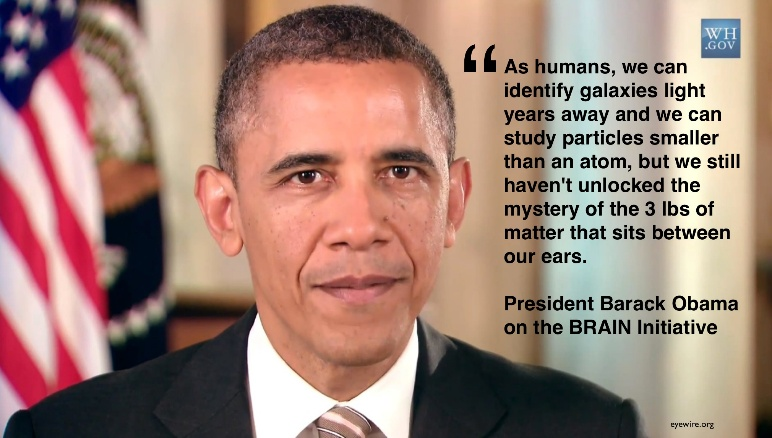 WH
.GOV
“ As humans, we can
identify galaxies light
years away and we can
study particles smaller
than an atom, but we still
haven't unlocked the
mystery of the 3 lbs of
matter that sits between
our ears.
President Barack Obama
on the BRAIN Initiative
eyewire.org